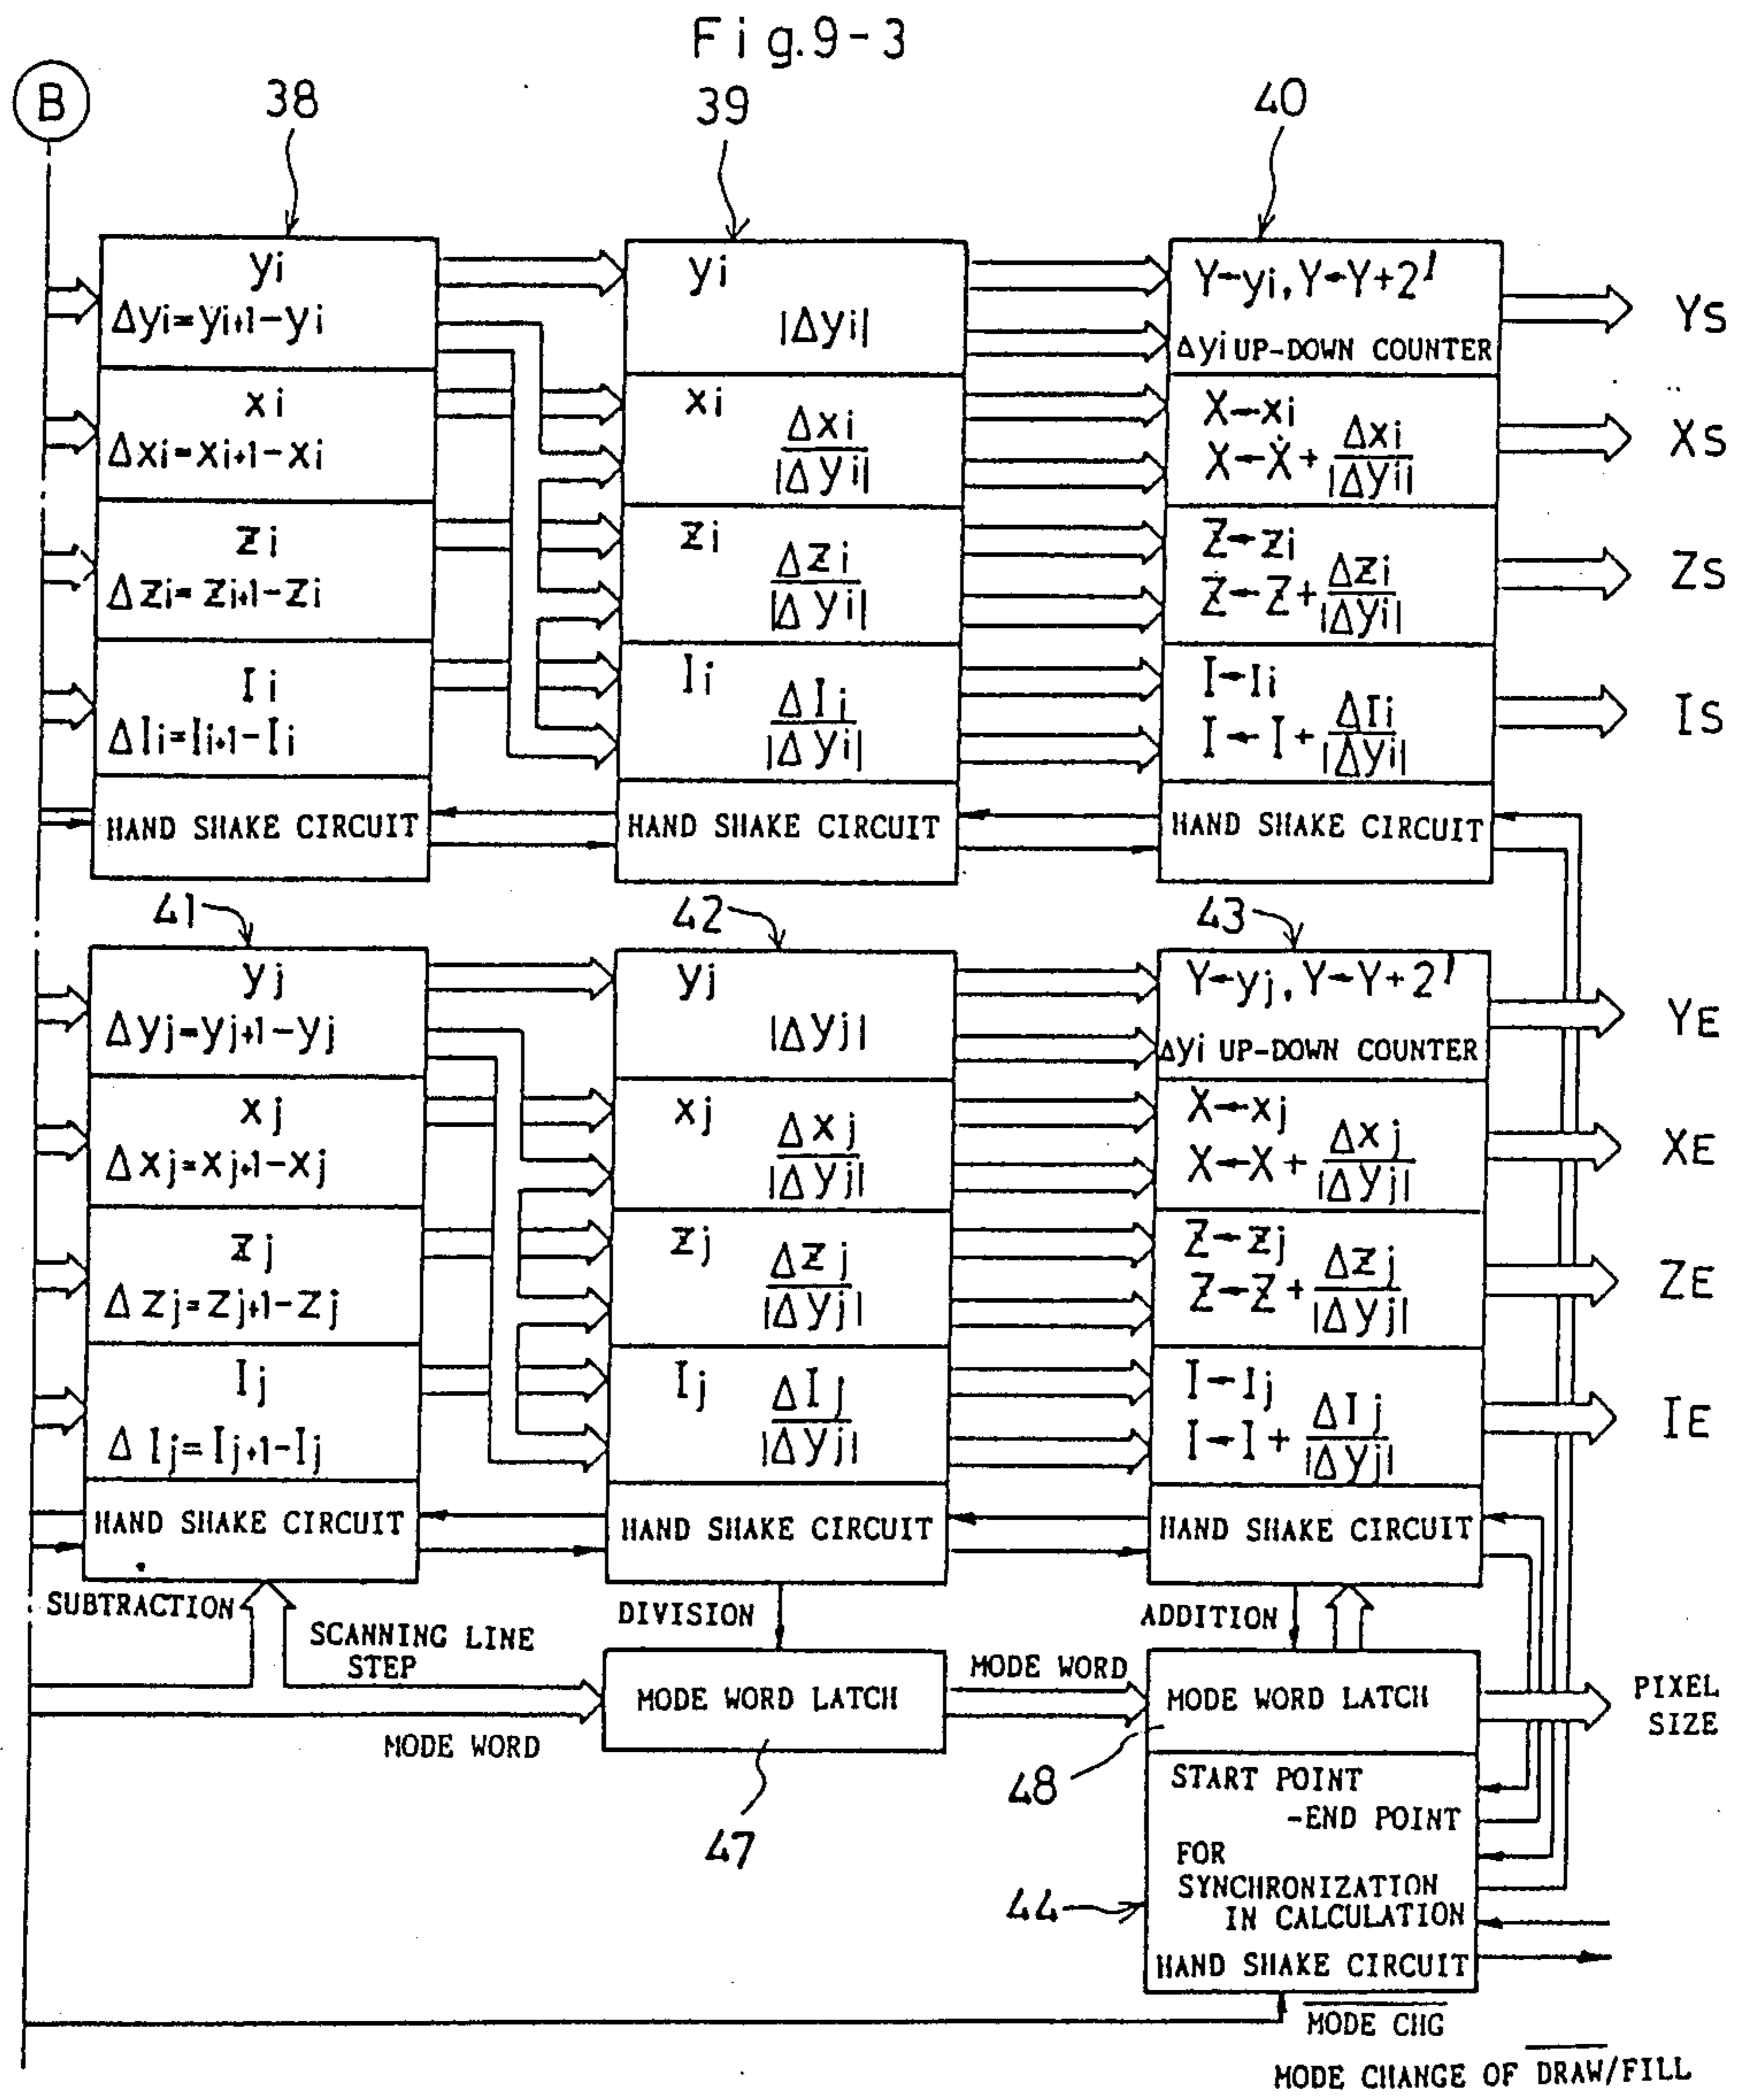 Fig.9-3
B
38
39
40
yi
Δyi=yi+1-yi
xi
Δxi=xi+1-xi
zi
Δzi=zi+1-zi
Ii
ΔIi=Ii+1-Ii
HAND SHAKE CIRCUIT
yi
|Δyi|
xi
Δxi
|Δyi|
zi
Δzi
|Δyi|
Ii
ΔIi
|Δyi|
HAND SHAKE CIRCUIT
Y←yi, Y←Y+2^l
Δyi UP-DOWN COUNTER
X←xi
X←X+ Δxi
|Δyi|
Z←zi
Z←Z+ Δzi
|Δyi|
I←Ii
I←I+ ΔIi
|Δyi|
HAND SHAKE CIRCUIT
YS
XS
ZS
IS
41
42
43
yj
Δyj=yj+1-yj
xj
Δxj=xj+1-xj
zj
Δzj=zj+1-zj
Ij
ΔIj=Ij+1-Ij
HAND SHAKE CIRCUIT
yj
|Δyj|
xj
Δxj
|Δyj|
zj
Δzj
|Δyj|
Ij
ΔIj
|Δyj|
HAND SHAKE CIRCUIT
Y←yj, Y←Y+2^l
Δyi UP-DOWN COUNTER
X←xj
X←X+ Δxj
|Δyj|
Z←zj
Z←Z+ Δzj
|Δyj|
I←Ij
I←I+ ΔIj
|Δyj|
HAND SHAKE CIRCUIT
YE
XE
ZE
IE
SUBTRACTION
SCANNING LINE
STEP
MODE WORD
DIVISION
MODE WORD LATCH
47
MODE WORD
ADDITION
MODE WORD LATCH
48
PIXEL
SIZE
START POINT
-END POINT
FOR
SYNCHRONIZATION
IN CALCULATION
HAND SHAKE CIRCUIT
44
MODE CHG
MODE CHANGE OF DRAW/FILL